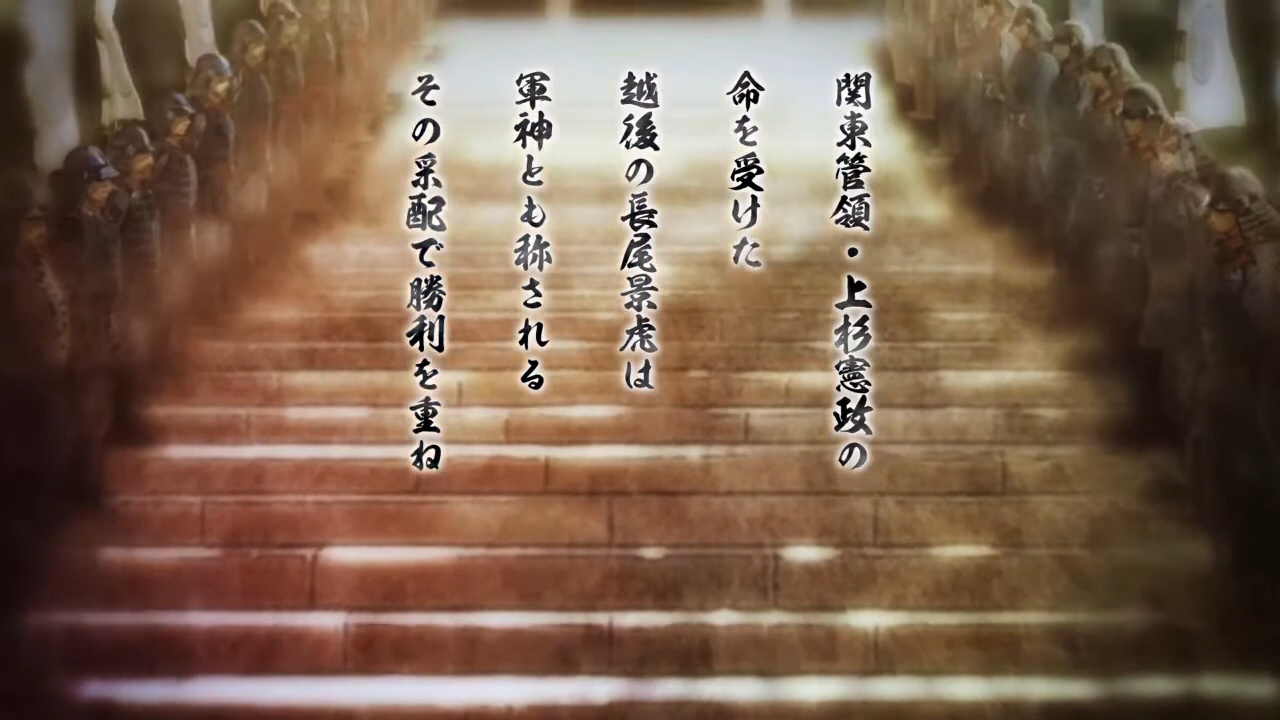 関東管領・上杉憲政の
命を受けた
越後の長尾景虎は
軍神とも称される
その采配で勝利を重ね